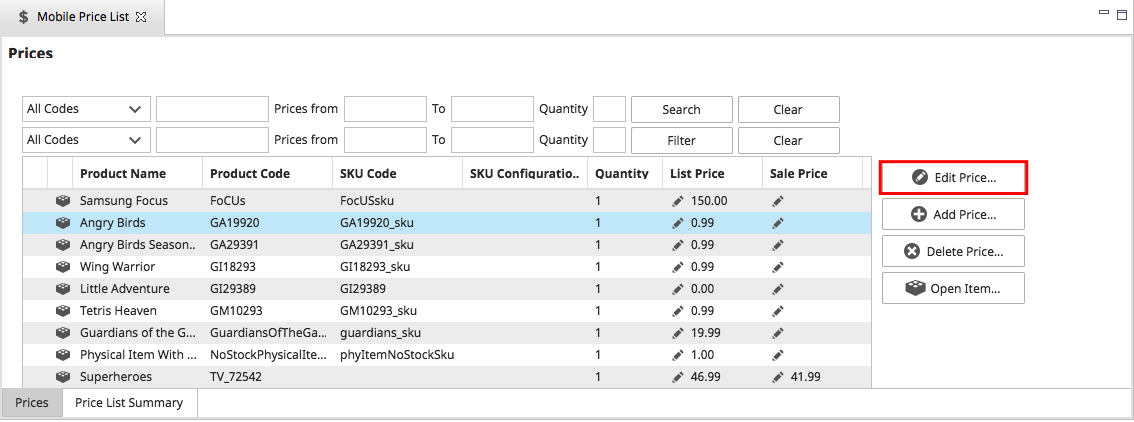 $ Mobile Price List
Prices
All Codes Prices from To Quantity Search Clear
All Codes Prices from To Quantity Filter Clear
Product Name Product Code SKU Code SKU Configuratio.. Quantity List Price Sale Price
Samsung Focus FoCUs FocUSsku 1 150.00
Angry Birds GA19920 GA19920_sku 1 0.99
Angry Birds Season.. GA29391 GA29391_sku 1 0.99
Wing Warrior GI18293 GI18293_sku 1 0.99
Little Adventure GI29389 GI29389 1 0.00
Tetris Heaven GM10293 GM10293_sku 1 0.99
Guardians of the G... GuardiansOfTheGa... guardians_sku 1 19.99
Physical Item With ... NoStockPhysicalIte... phyItemNoStockSku 1 1.00
Superheroes TV_72542 1 46.99 41.99
Edit Price...
Add Price...
Delete Price...
Open Item...
Prices Price List Summary